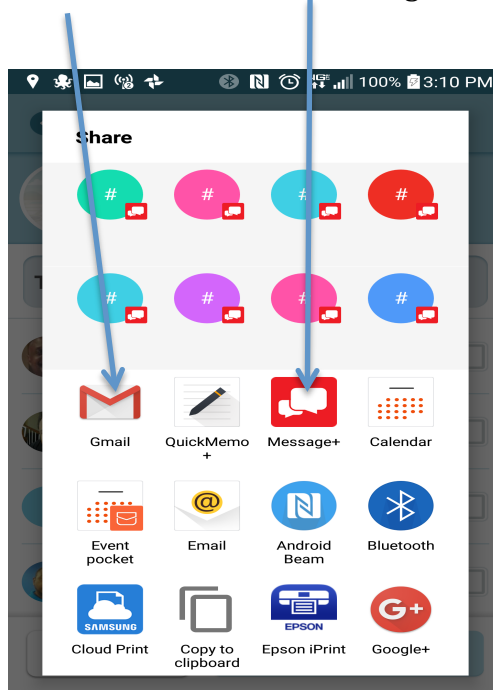 100% 3:10 PM
Share
# # # #
# # # #
Gmail QuickMemo Message+ Calendar
+
@
Event Email Android Bluetooth
pocket Beam
SAMSUNG EPSON G+
Cloud Print Copy to Epson iPrint Google+
clipboard